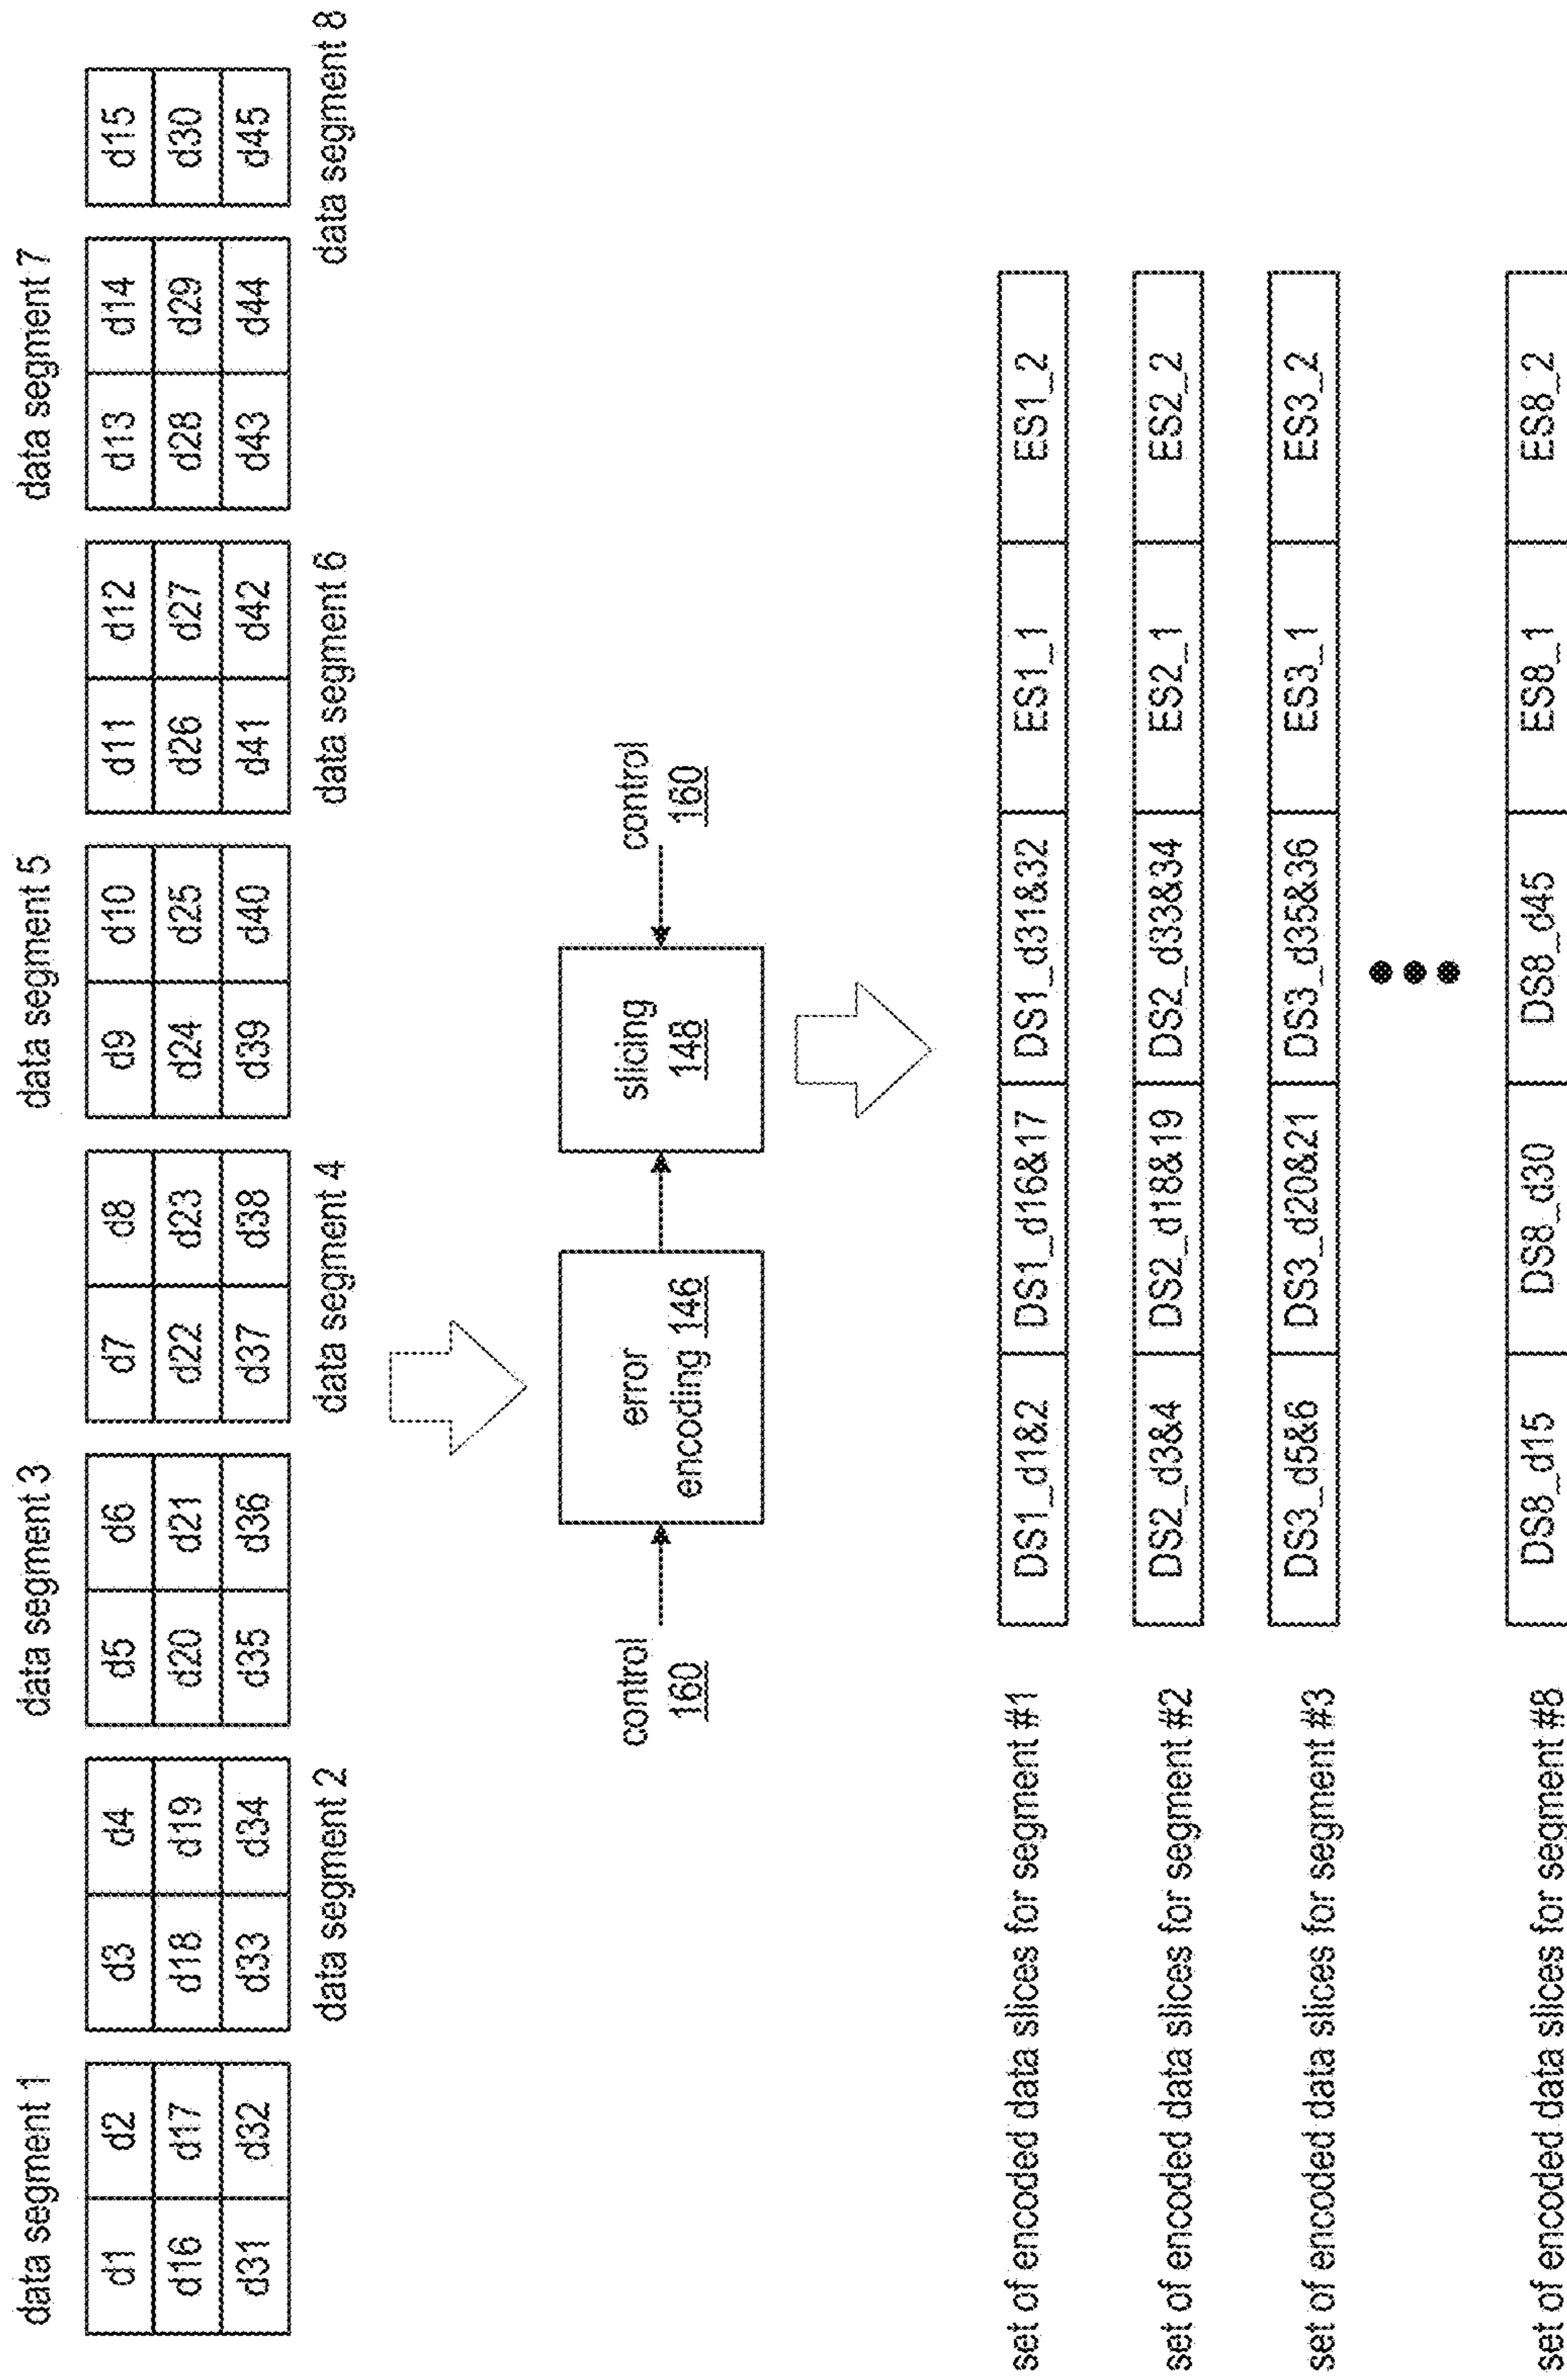 data segment 1
data segment 3
data segment 5
data segment 7
d1 d2 d3 d4 d5 d6 d7 d8 d9 d10 d11 d12 d13 d14 d15
d16 d17 d18 d19 d20 d21 d22 d23 d24 d25 d26 d27 d28 d29 d30
d31 d32 d33 d34 d35 d36 d37 d38 d39 d40 d41 d42 d43 d44 d45
data segment 2
data segment 4
data segment 6
data segment 8
control
160
error
encoding 146
slicing
148
control
160
set of encoded data slices for segment #1
DS1_d1&2 DS1_d16&17 DS1_d31&32 ES1_1 ES1_2
set of encoded data slices for segment #2
DS2_d3&4 DS2_d18&19 DS2_d33&34 ES2_1 ES2_2
set of encoded data slices for segment #3
DS3_d5&6 DS3_d20&21 DS3_d35&36 ES3_1 ES3_2
set of encoded data slices for segment #8
DS8_d15 DS8_d30 DS8_d45 ES8_1 ES8_2